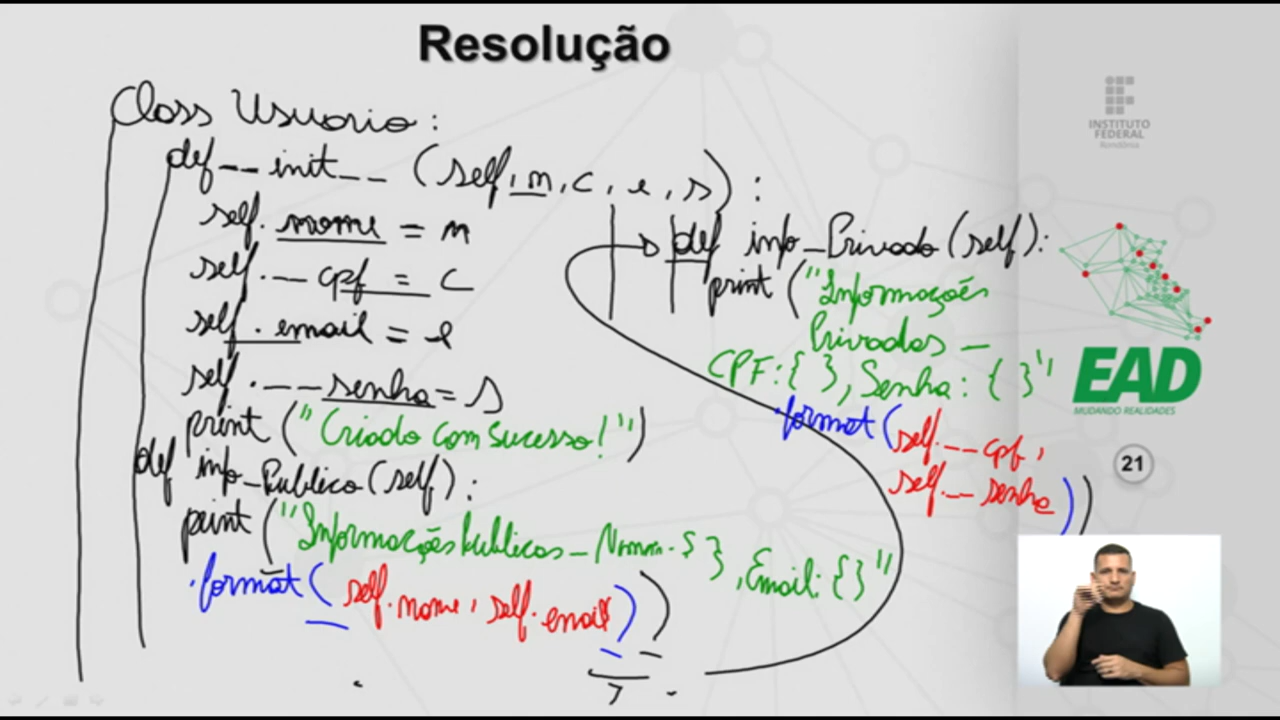 Resolução
Class Usuario:
def __init__ (self, n, c, e, s):
self.nome = n
self.__cpf = c
self.email = e
self.__senha = s
print ("Criado com sucesso!")
def info_Publico(self):
print ("Informações Publicas_ Nome: { }, Email: {}"
.format( self.nome, self.email))
def info_Privado(self):
print ("Informações
Privadas _
CPF: { }, Senha: { }"
.format(self.__cpf,
self.__senha))
INSTITUTO
FEDERAL
Rondônia
EAD
MUDANDO REALIDADES
21